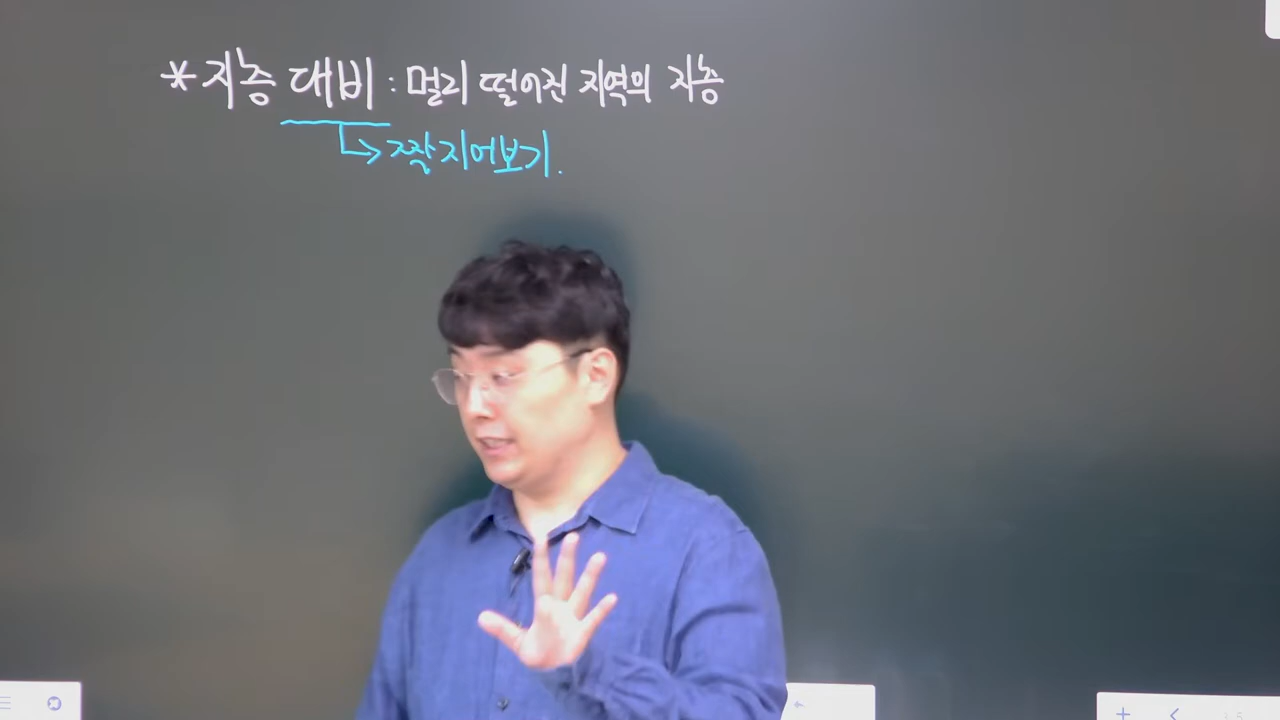 * 지층 대비 : 멀리 떨어진 지역의 지층
→ 짝지어보기.